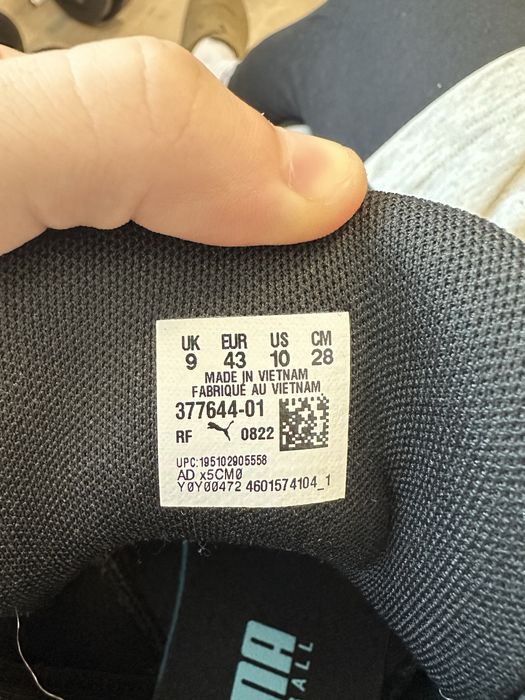 UK EUR US CM
9 43 10 28
MADE IN VIETNAM
FABRIQUÉ AU VIETNAM
377644-01
RF 0822
UPC:195102905558
AD x5CM0
Y0Y00472 4601574104_1